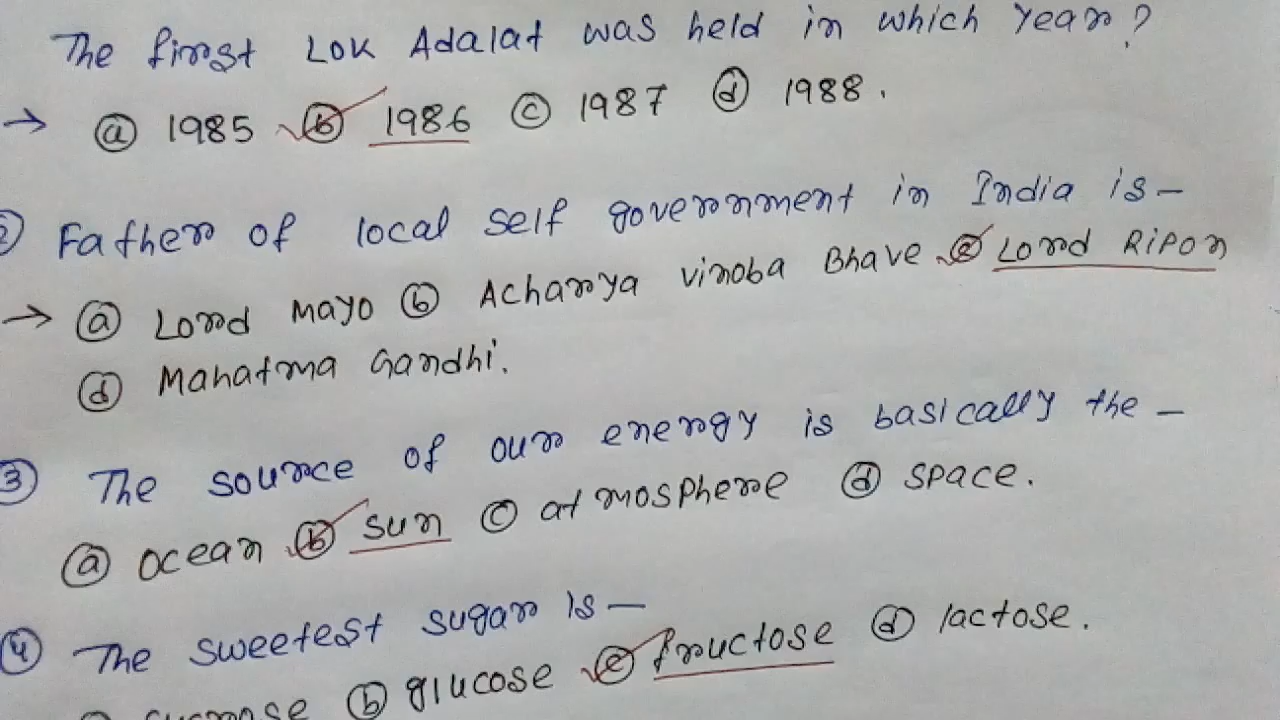 The first Lok Adalat was held in which year?
→ (a) 1985 (b) 1986 (c) 1987 (d) 1988.
2) Father of local self government in India is-
→ (a) Lord Mayo (b) Acharya Vinoba Bhave (c) Lord Ripon
(d) Mahatma Gandhi.
(3) The source of our energy is basically the -
(a) ocean (b) sun (c) atmosphere (d) space.
(4) The sweetest sugar is -
sucrose (b) glucose (c) fructose (d) lactose.